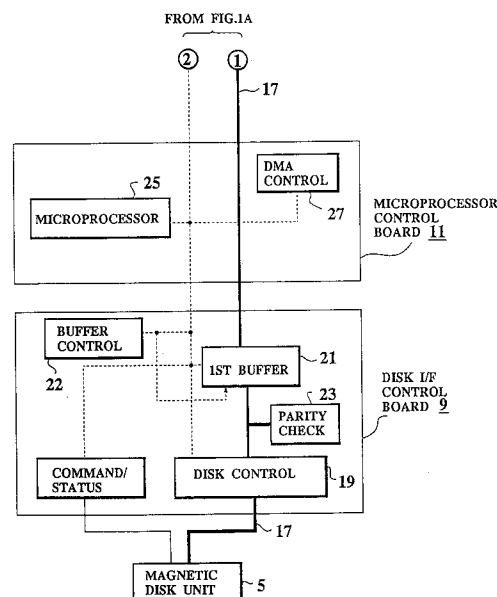 FROM FIG.1A
2 1
17
25
MICROPROCESSOR
DMA
CONTROL
27
MICROPROCESSOR
CONTROL
BOARD 11
BUFFER
CONTROL
22
1ST BUFFER
21
23
PARITY
CHECK
DISK I/F
CONTROL
BOARD 9
COMMAND/
STATUS
DISK CONTROL
19
17
MAGNETIC
DISK UNIT
5